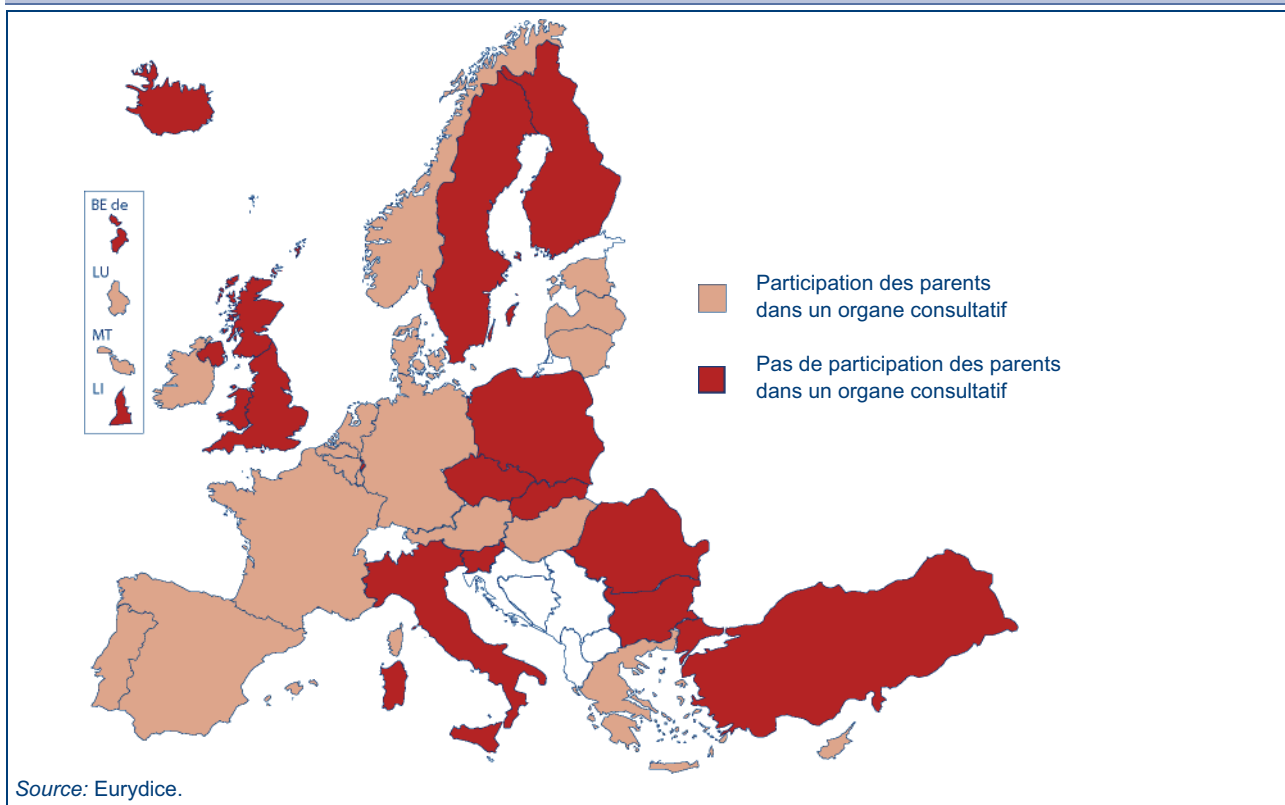 BE de
LU
MT
LI
Participation des parents
dans un organe consultatif
Pas de participation des parents
dans un organe consultatif
Source: Eurydice.